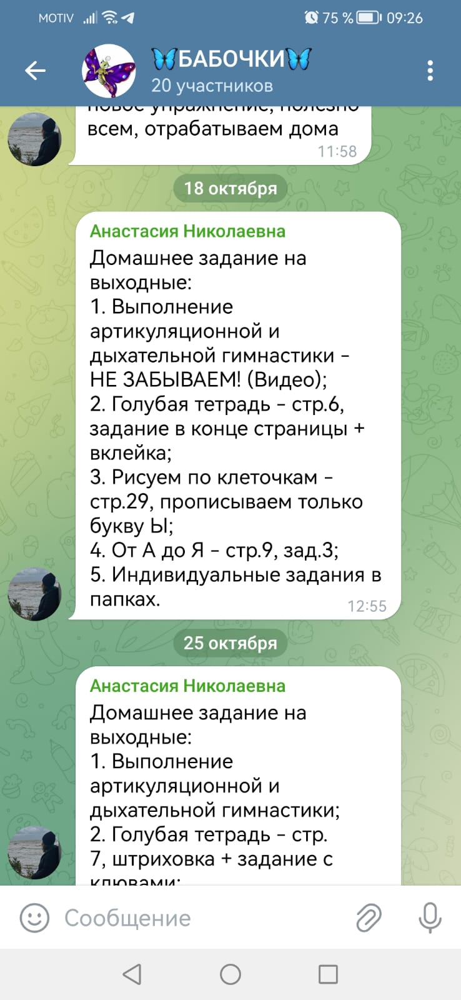 MOTIV 75 % 09:26
БАБОЧКИ
20 участников
новое упражнение, полезно
всем, отрабатываем дома
11:58
18 октября
Анастасия Николаевна
Домашнее задание на
выходные:
1. Выполнение
артикуляционной и
дыхательной гимнастики –
НЕ ЗАБЫВАЕМ! (Видео);
2. Голубая тетрадь – стр.6,
задание в конце страницы +
вклейка;
3. Рисуем по клеточкам –
стр.29, прописываем только
букву Ы;
4. От А до Я – стр.9, зад.3;
5. Индивидуальные задания в
папках.
12:55
25 октября
Анастасия Николаевна
Домашнее задание на
выходные:
1. Выполнение
артикуляционной и
дыхательной гимнастики;
2. Голубая тетрадь – стр.
7, штриховка + задание с
клювами;
Сообщение